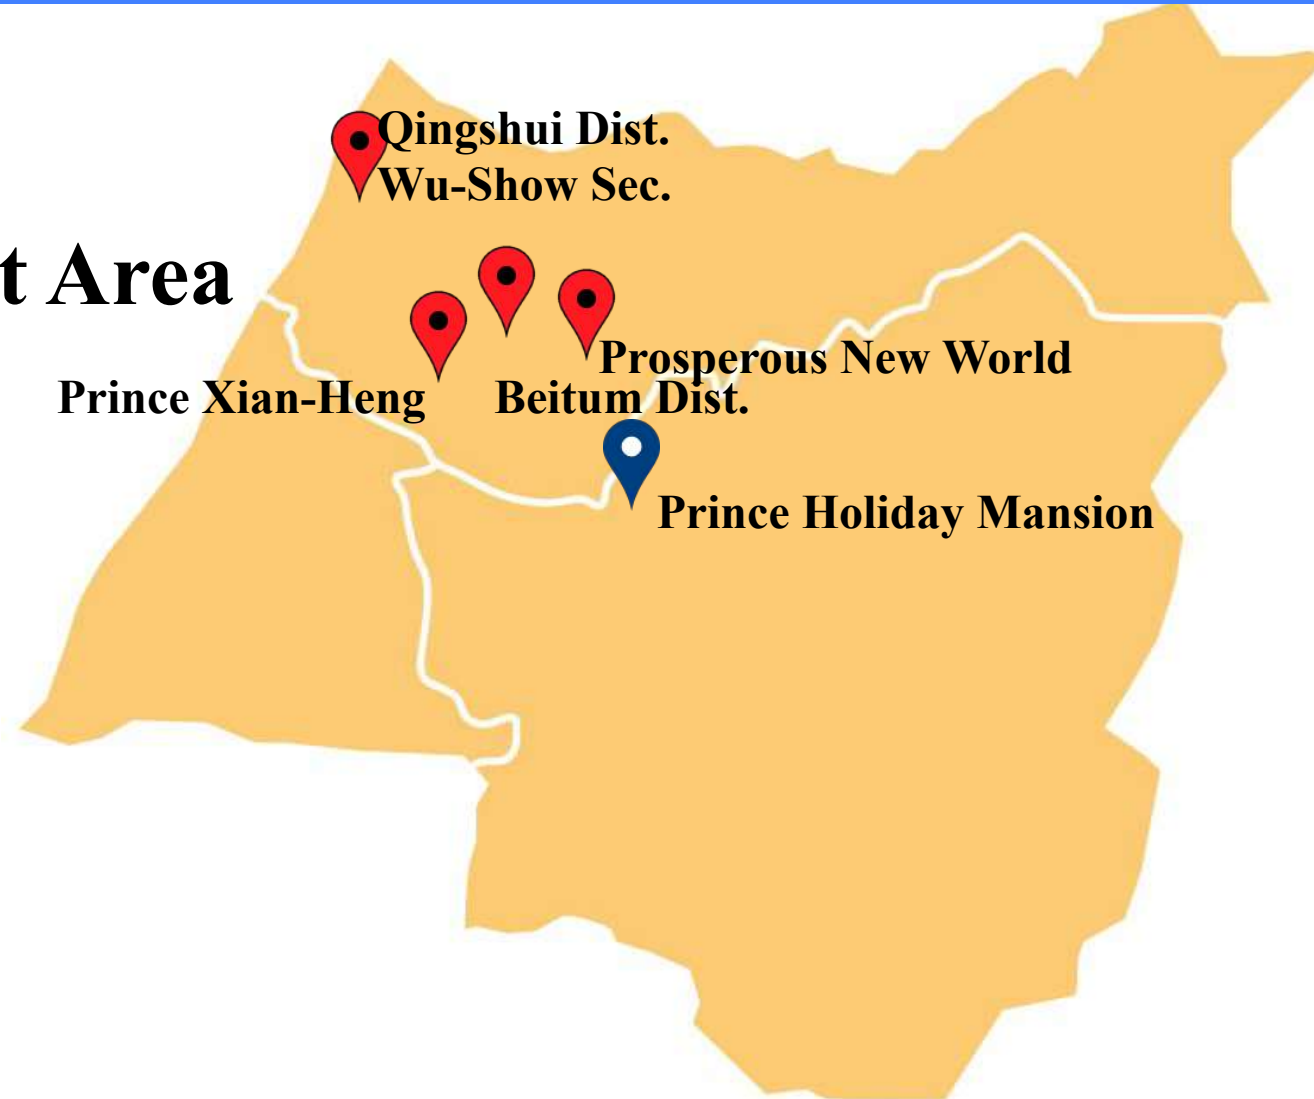 Qingshui Dist.
Wu-Show Sec.
t Area
Prosperous New World
Prince Xian-Heng
Beitum Dist.
Prince Holiday Mansion